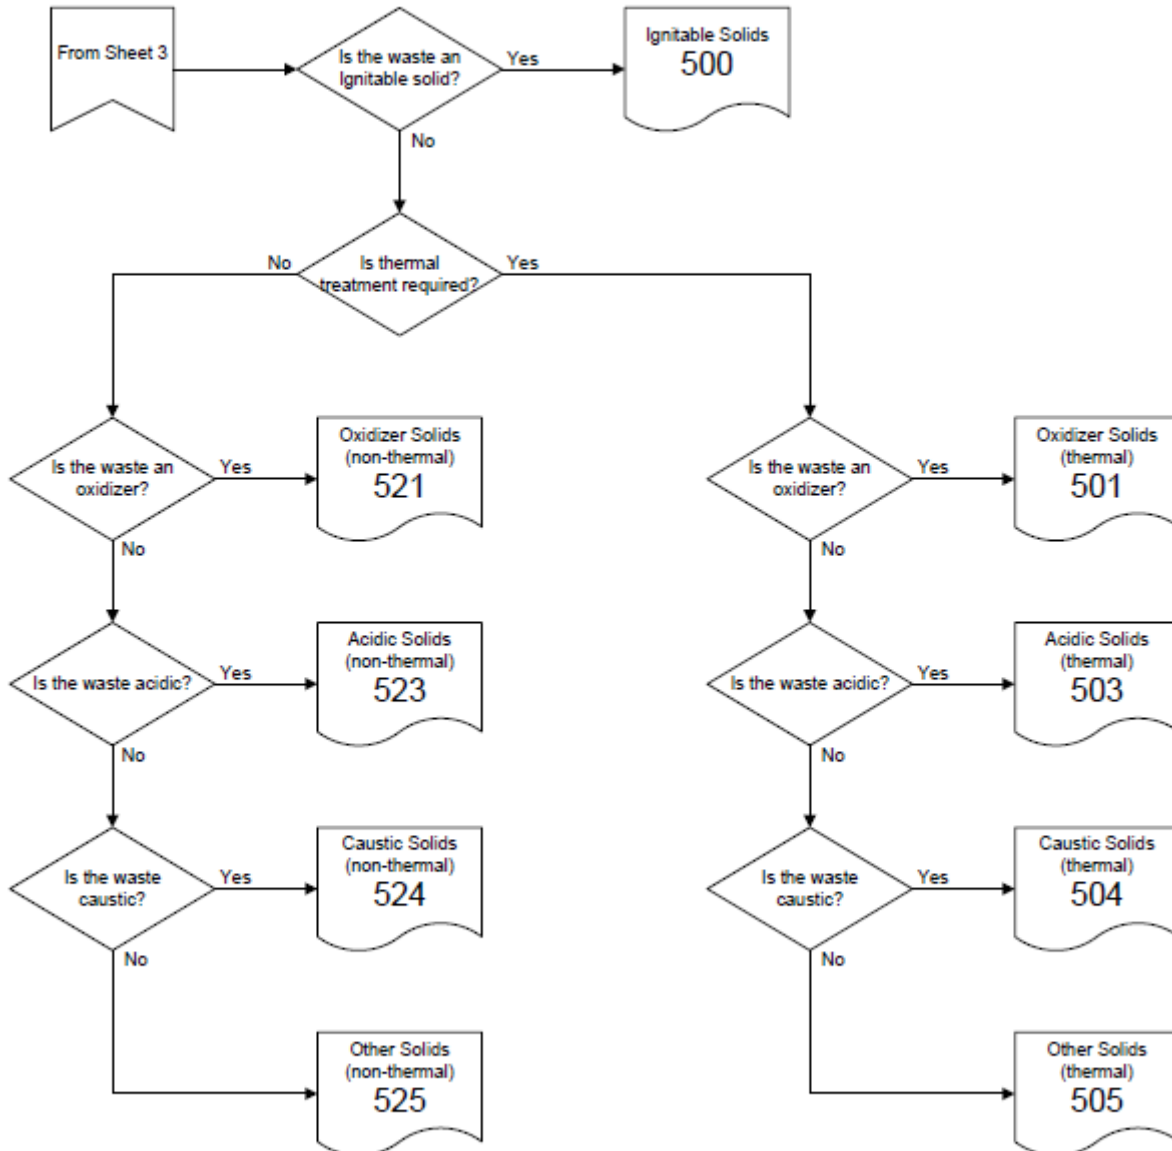 From Sheet 3
Is the waste an
Ignitable solid?
Yes
Ignitable Solids
500
No
Is thermal
treatment required?
No
Yes
Is the waste an
oxidizer?
Yes
Oxidizer Solids
(non-thermal)
521
Is the waste an
oxidizer?
Yes
Oxidizer Solids
(thermal)
501
No
No
Is the waste acidic?
Yes
Acidic Solids
(non-thermal)
523
Is the waste acidic?
Yes
Acidic Solids
(thermal)
503
No
No
Is the waste
caustic?
Yes
Caustic Solids
(non-thermal)
524
Is the waste
caustic?
Yes
Caustic Solids
(thermal)
504
No
No
Other Solids
(non-thermal)
525
Other Solids
(thermal)
505